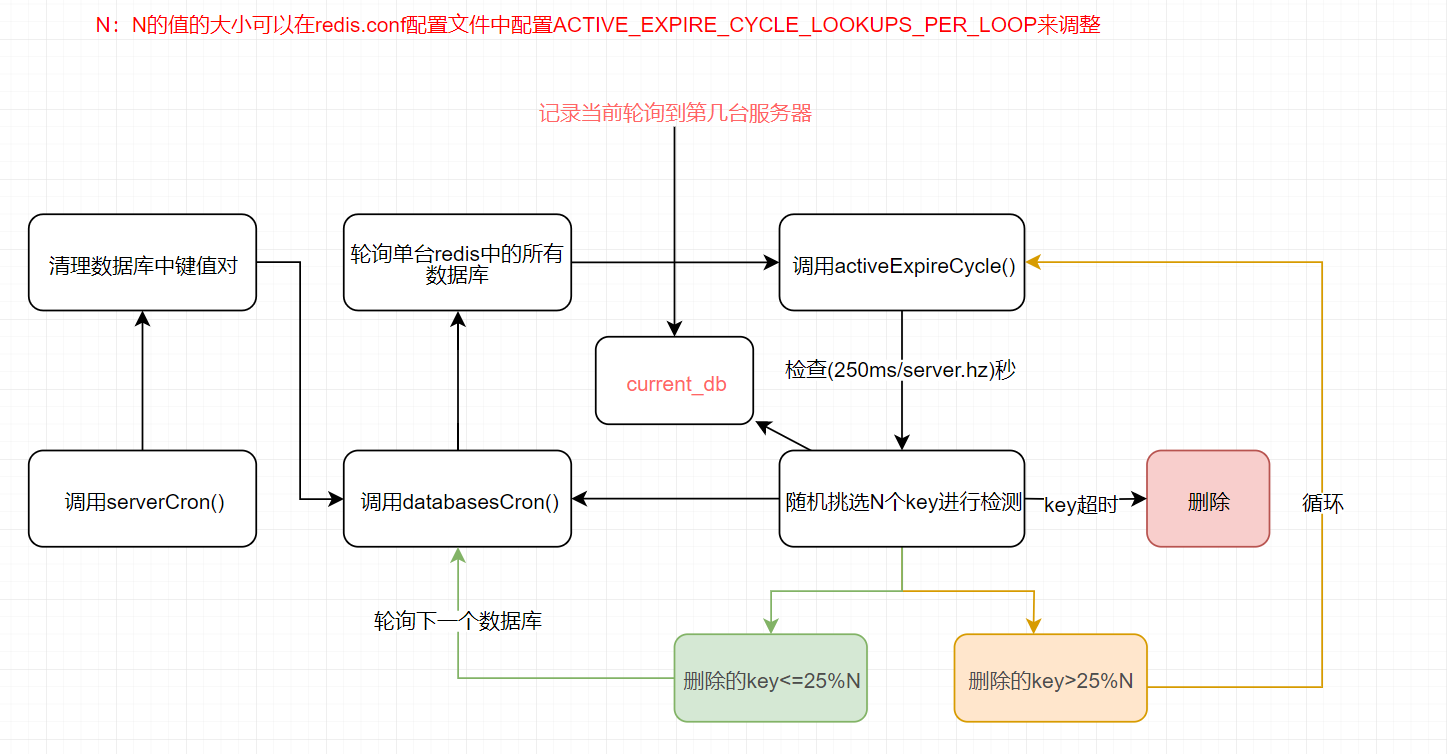 N：N的值的大小可以在redis.conf配置文件中配置ACTIVE_EXPIRE_CYCLE_LOOKUPS_PER_LOOP来调整
记录当前轮询到第几台服务器
清理数据库中键值对
轮询单台redis中的所有
数据库
调用activeExpireCycle()
检查(250ms/server.hz)秒
current_db
调用serverCron()
调用databasesCron()
随机挑选N个key进行检测
key超时
删除
循环
轮询下一个数据库
删除的key<=25%N
删除的key>25%N